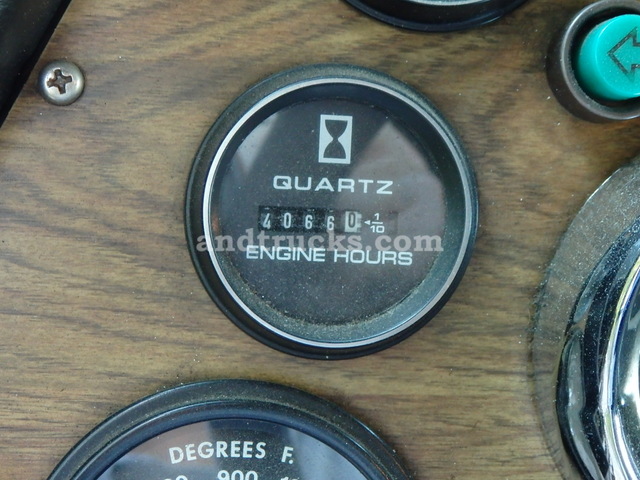 QUARTZ
40660 1/10
andtrucks.com
ENGINE HOURS
DEGREES F.
900